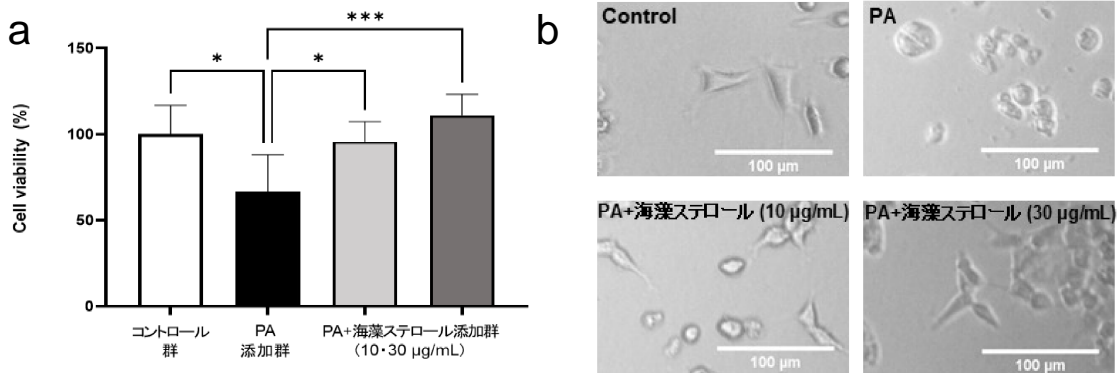 a
***
*
*
150
100
50
0
Cell viability (%)
コントロール
群
PA
添加群
PA+海藻ステロール添加群
(10・30 µg/mL)
b
Control
100 µm
PA
100 µm
PA+海藻ステロール (10 µg/mL)
100 µm
PA+海藻ステロール (30 µg/mL)
100 µm